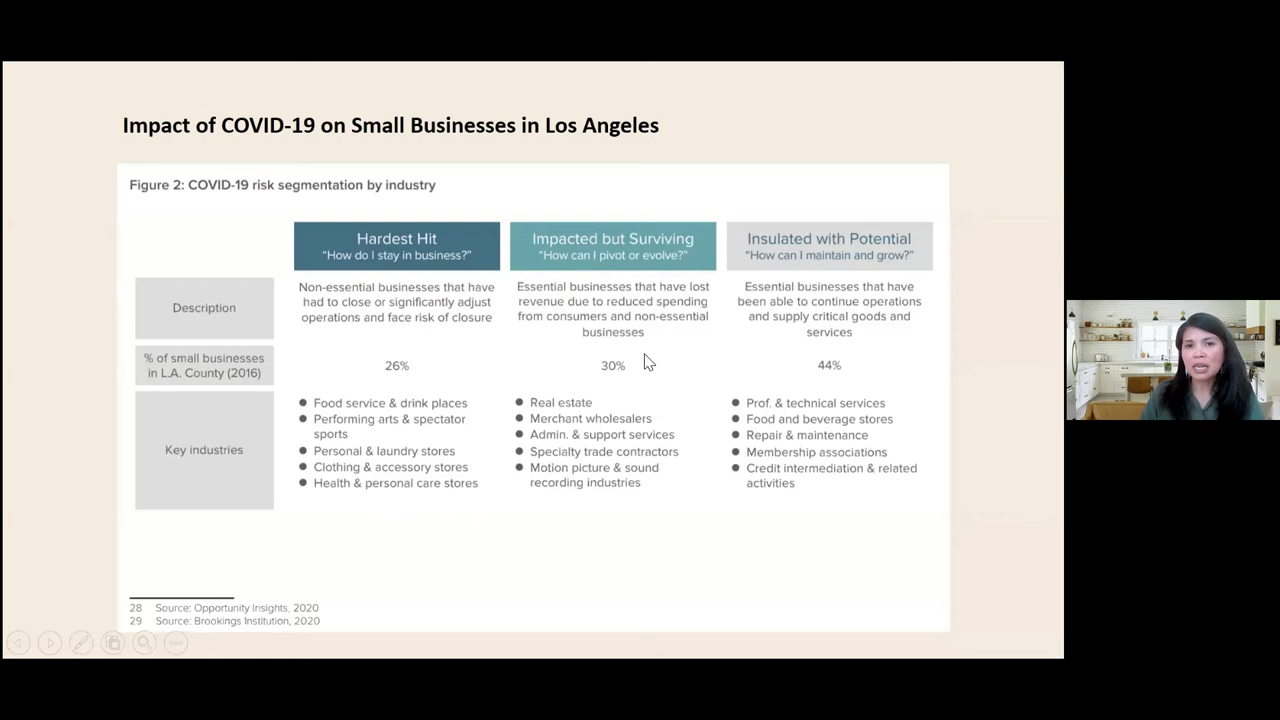 Impact of COVID-19 on Small Businesses in Los Angeles
Figure 2: COVID-19 risk segmentation by industry
Hardest Hit
“How do I stay in business?”
Impacted but Surviving
“How can I pivot or evolve?”
Insulated with Potential
“How can I maintain and grow?”
Description
Non-essential businesses that have
had to close or significantly adjust
operations and face risk of closure
Essential businesses that have lost
revenue due to reduced spending
from consumers and non-essential
businesses
Essential businesses that have
been able to continue operations
and supply critical goods and
services
% of small businesses
in L.A. County (2016)
26%
30%
44%
Key industries
Food service & drink places
Performing arts & spectator
sports
Personal & laundry stores
Clothing & accessory stores
Health & personal care stores
Real estate
Merchant wholesalers
Admin. & support services
Specialty trade contractors
Motion picture & sound
recording industries
Prof. & technical services
Food and beverage stores
Repair & maintenance
Membership associations
Credit intermediation & related
activities
28 Source: Opportunity Insights, 2020
29 Source: Brookings Institution, 2020